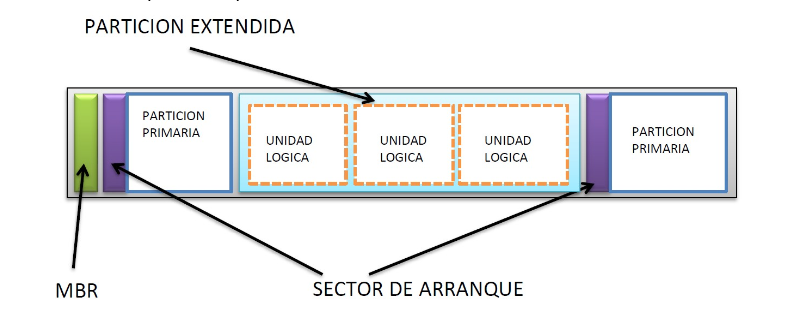 PARTICION EXTENDIDA
PARTICION
PRIMARIA
UNIDAD
LOGICA
UNIDAD
LOGICA
UNIDAD
LOGICA
PARTICION
PRIMARIA
MBR
SECTOR DE ARRANQUE